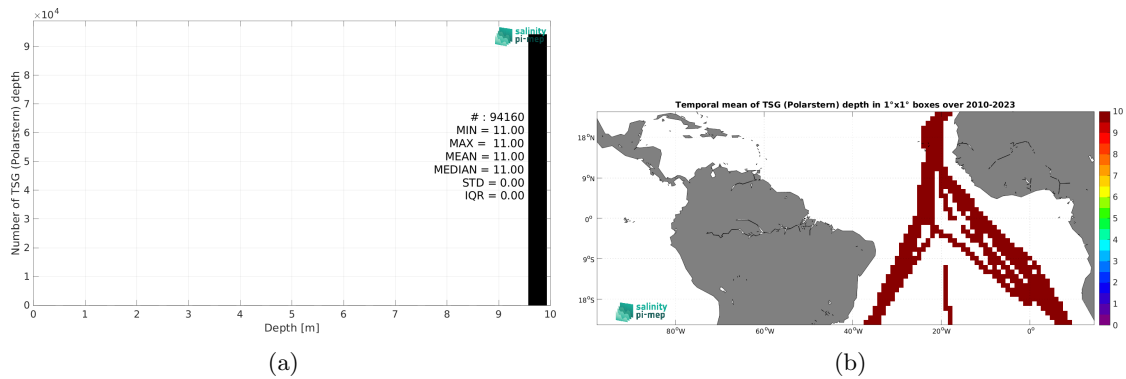 ×10⁴
9
8
7
6
5
4
3
2
1
0
Number of TSG (Polarstern) depth
salinity
pi-mep
# : 94160
MIN = 11.00
MAX = 11.00
MEAN = 11.00
MEDIAN = 11.00
STD = 0.00
IQR = 0.00
0 1 2 3 4 5 6 7 8 9 10
Depth [m]
(a)
Temporal mean of TSG (Polarstern) depth in 1°x1° boxes over 2010-2023
18°N
9°N
0°
9°S
18°S
salinity
pi-mep
80°W 60°W 40°W 20°W 0°
10
9
8
7
6
5
4
3
2
1
0
(b)